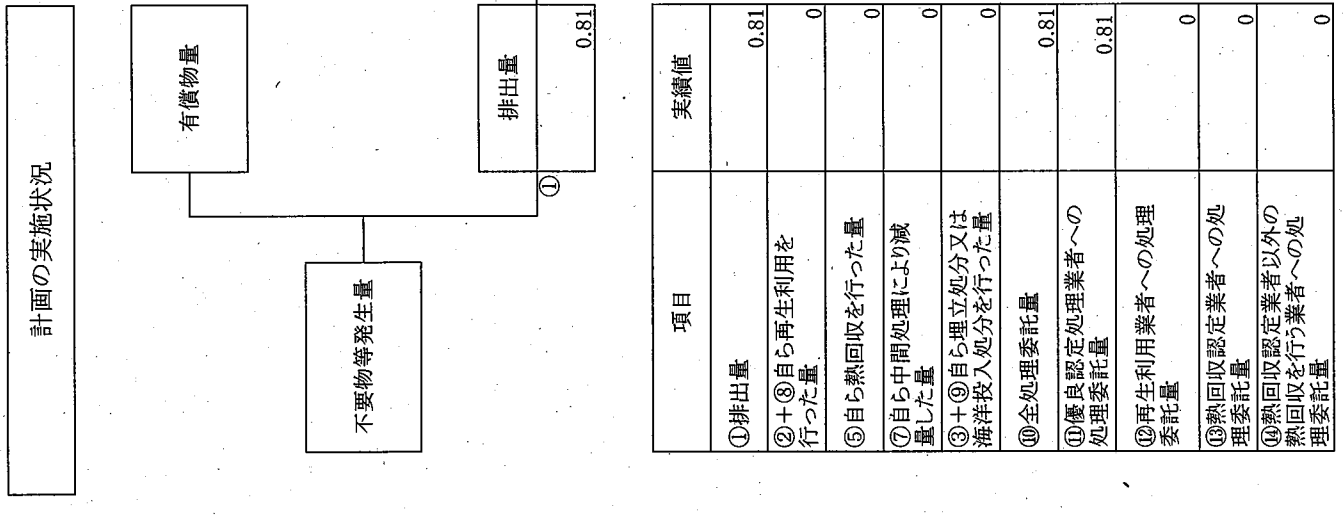 計画の実施状況
有償物量
不要物等発生量
排出量
①
0.81
項目
実績値
①排出量
0.81
②+⑧自ら再生利用を
行った量
0
⑤自ら熱回収を行った量
0
⑦自ら中間処理により減
量した量
0
③+⑨自ら埋立処分又は
海洋投入処分を行った量
0
⑩全処理委託量
0.81
⑪優良認定処理業者への
処理委託量
0.81
⑫再生利用業者への処理
委託量
0
⑬熱回収認定業者への処
理委託量
0
⑭熱回収認定業者以外の
熱回収を行う業者への処
理委託量
0